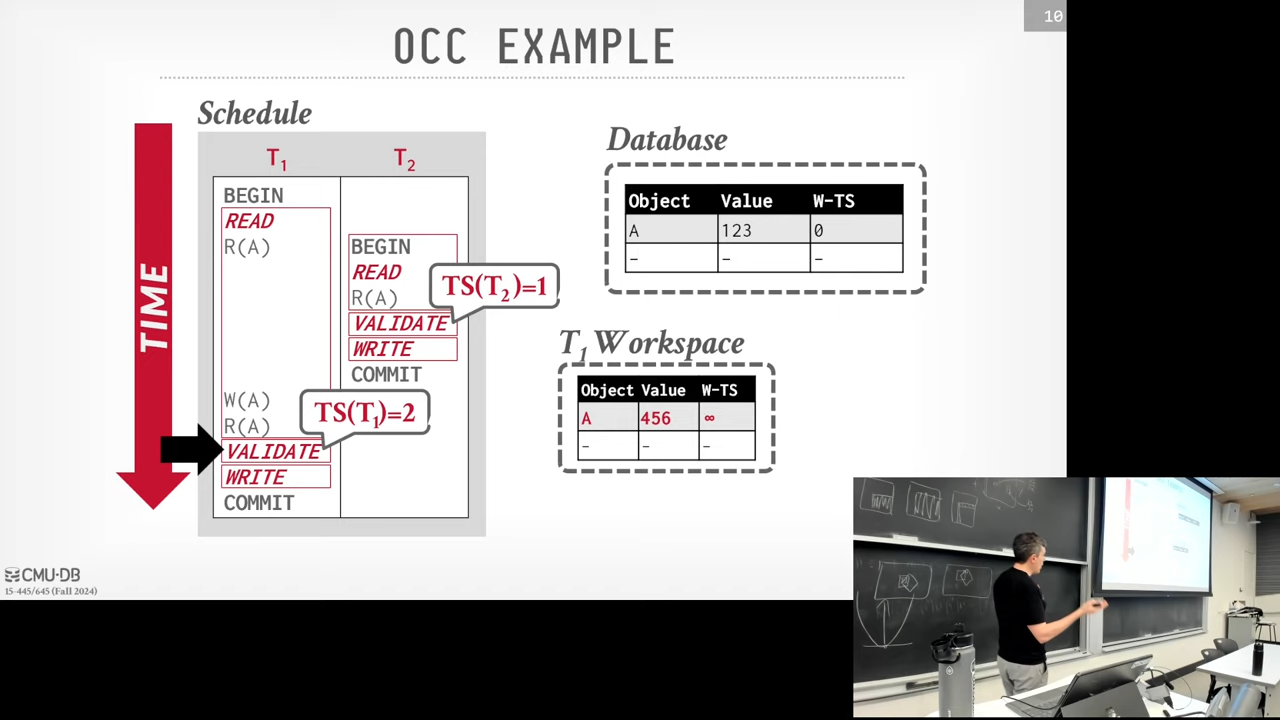 10
OCC EXAMPLE
Schedule
TIME
T1 T2
BEGIN
READ
R(A) BEGIN
READ
R(A)
TS(T2)=1
VALIDATE
WRITE
COMMIT
W(A)
R(A)
TS(T1)=2
VALIDATE
WRITE
COMMIT
Database
Object Value W-TS
A 123 0
- - -
T1 Workspace
Object Value W-TS
A 456 ∞
- - -
CMU·DB
15-445/645 (Fall 2024)